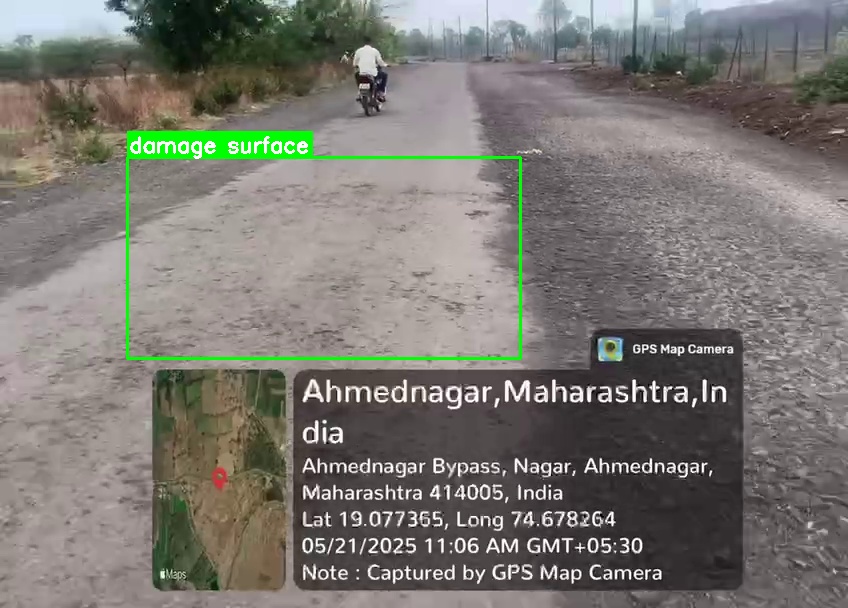 damage surface
GPS Map Camera
Ahmednagar,Maharashtra,In
dia
Ahmednagar Bypass, Nagar, Ahmednagar,
Maharashtra 414005, India
Lat 19.077355, Long 74.678264
05/21/2025 11:06 AM GMT+05:30
Note : Captured by GPS Map Camera
Maps